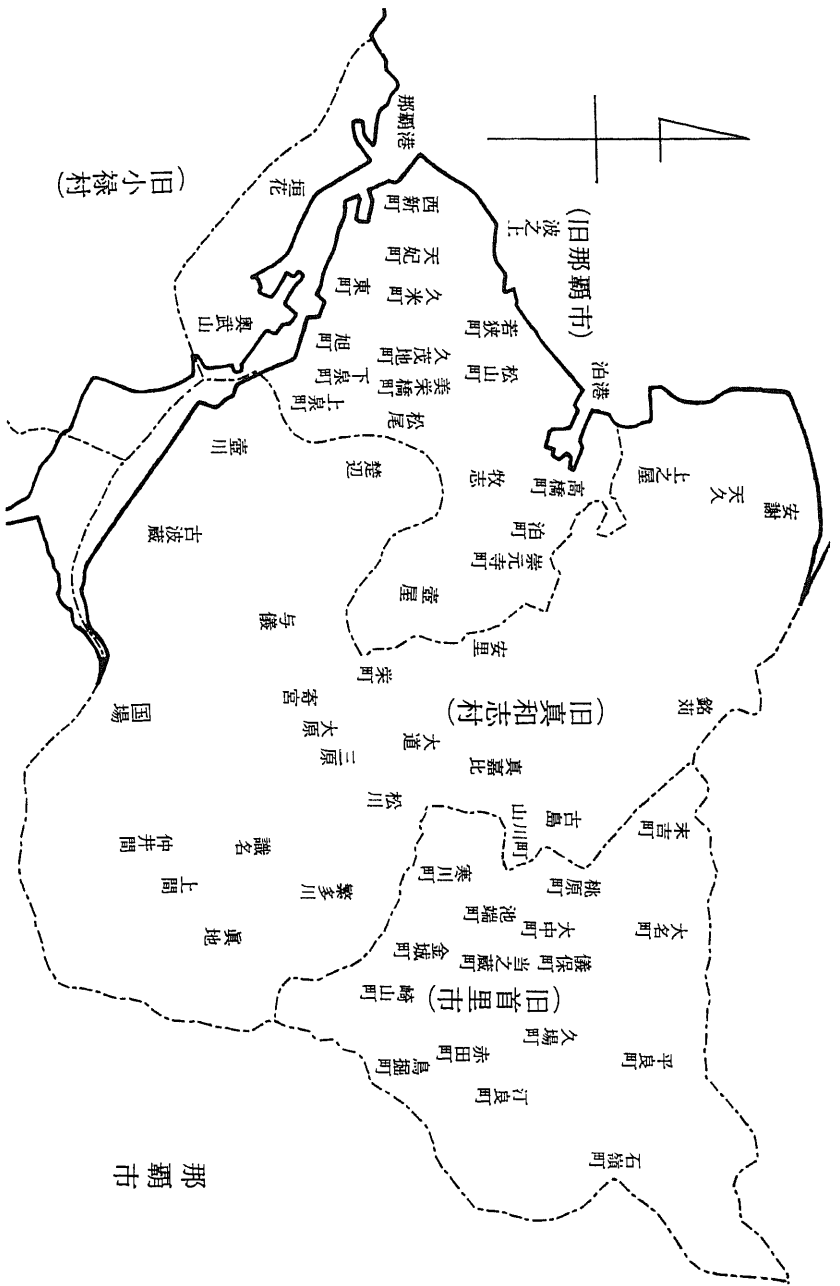 那覇市
(旧那覇市)
(旧真和志村)
(旧首里市)
(旧小禄村)
那覇港
垣花
奥武山
西新町
天妃町
久米町
東町
波之上
若狭町
松山町
久茂地町
美栄橋町
旭町
下泉町
上泉町
松尾
泊港
高橋町
牧志
泊町
崇元寺町
壺屋
楚辺
壺川
古波蔵
与儀
上之屋
天久
安謝
安里
栄町
寄宮
大原
三原
大道
真嘉比
松川
銘苅
古島
国場
仲井間
識名
上間
繁多川
眞地
末吉町
山川町
桃原町
寒川町
池端町
大中町
大名町
儀保町
当之蔵町
金城町
崎山町
久場町
赤田町
鳥堀町
汀良町
平良町
石嶺町